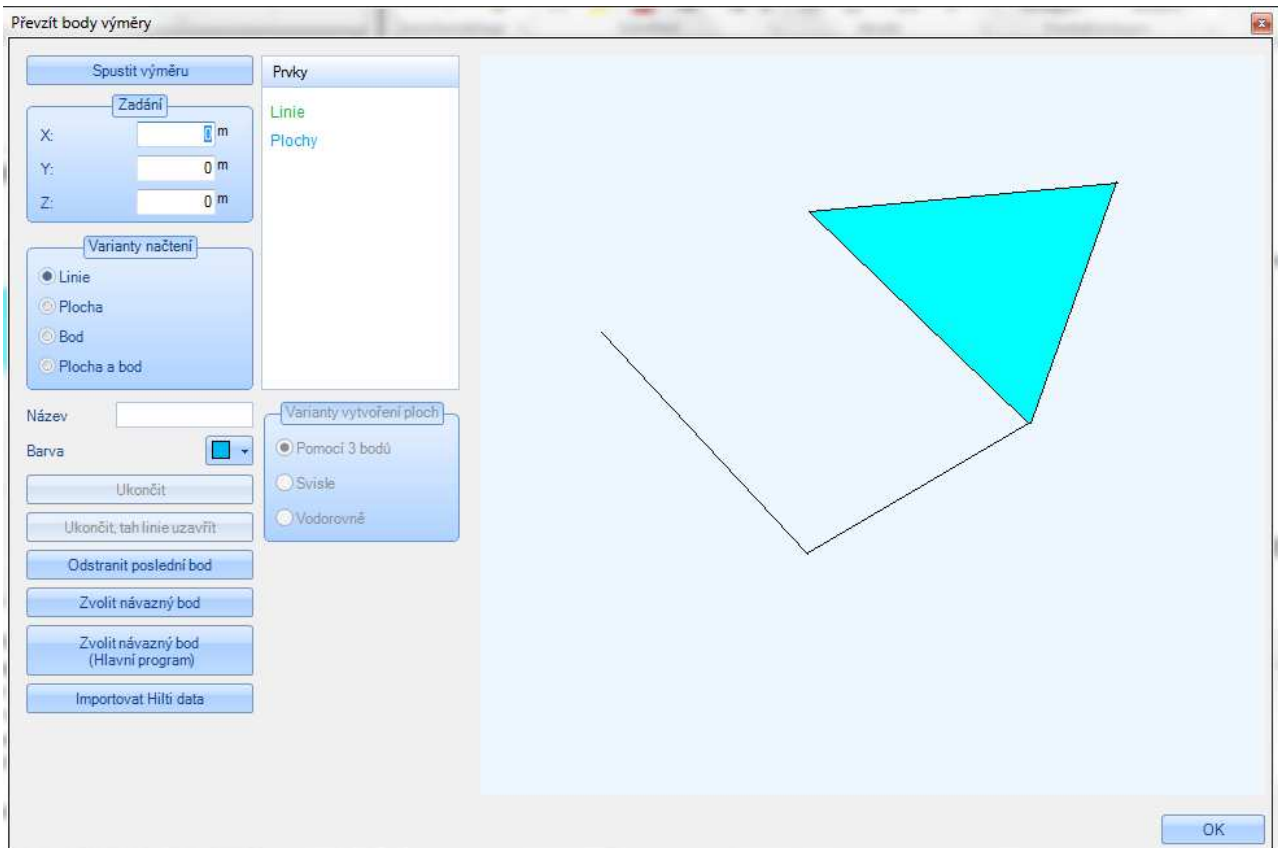 Převzít body výměry
Spustit výměru
Zadání
X: 0 m
Y: 0 m
Z: 0 m
Varianty načtení
Linie
Plocha
Bod
Plocha a bod
Název
Barva
Ukončit
Ukončit, tah linie uzavřít
Odstranit poslední bod
Zvolit návazný bod
Zvolit návazný bod
(Hlavní program)
Importovat Hilti data
Prvky
Linie
Plochy
Varianty vytvoření ploch
Pomocí 3 bodů
Svisle
Vodorovně
OK